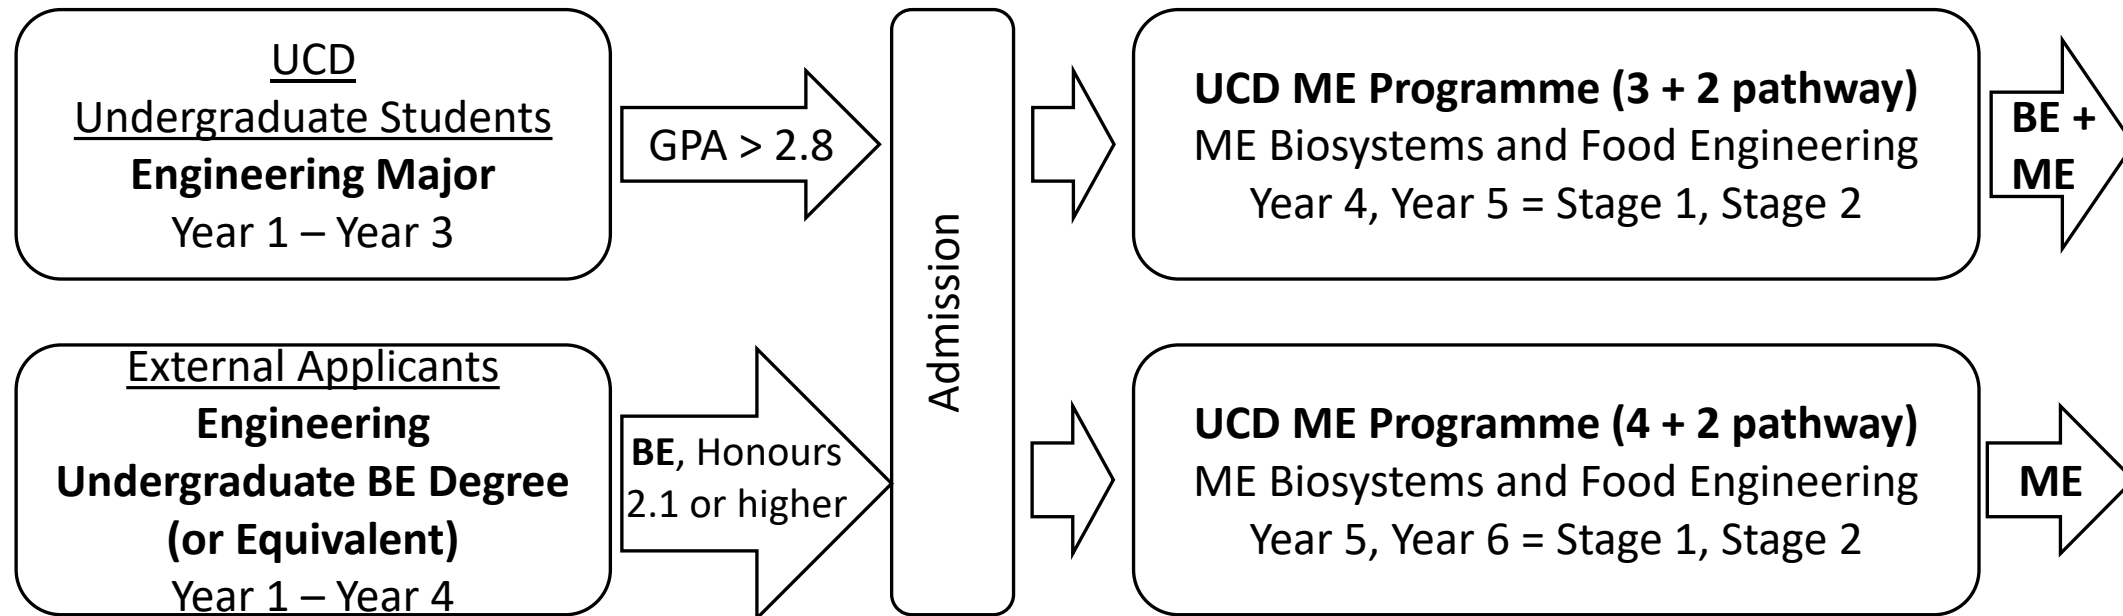 UCD
Undergraduate Students
Engineering Major
Year 1 – Year 3
GPA > 2.8
Admission
UCD ME Programme (3 + 2 pathway)
ME Biosystems and Food Engineering
Year 4, Year 5 = Stage 1, Stage 2
BE +
ME
External Applicants
Engineering
Undergraduate BE Degree
(or Equivalent)
Year 1 – Year 4
BE, Honours
2.1 or higher
UCD ME Programme (4 + 2 pathway)
ME Biosystems and Food Engineering
Year 5, Year 6 = Stage 1, Stage 2
ME